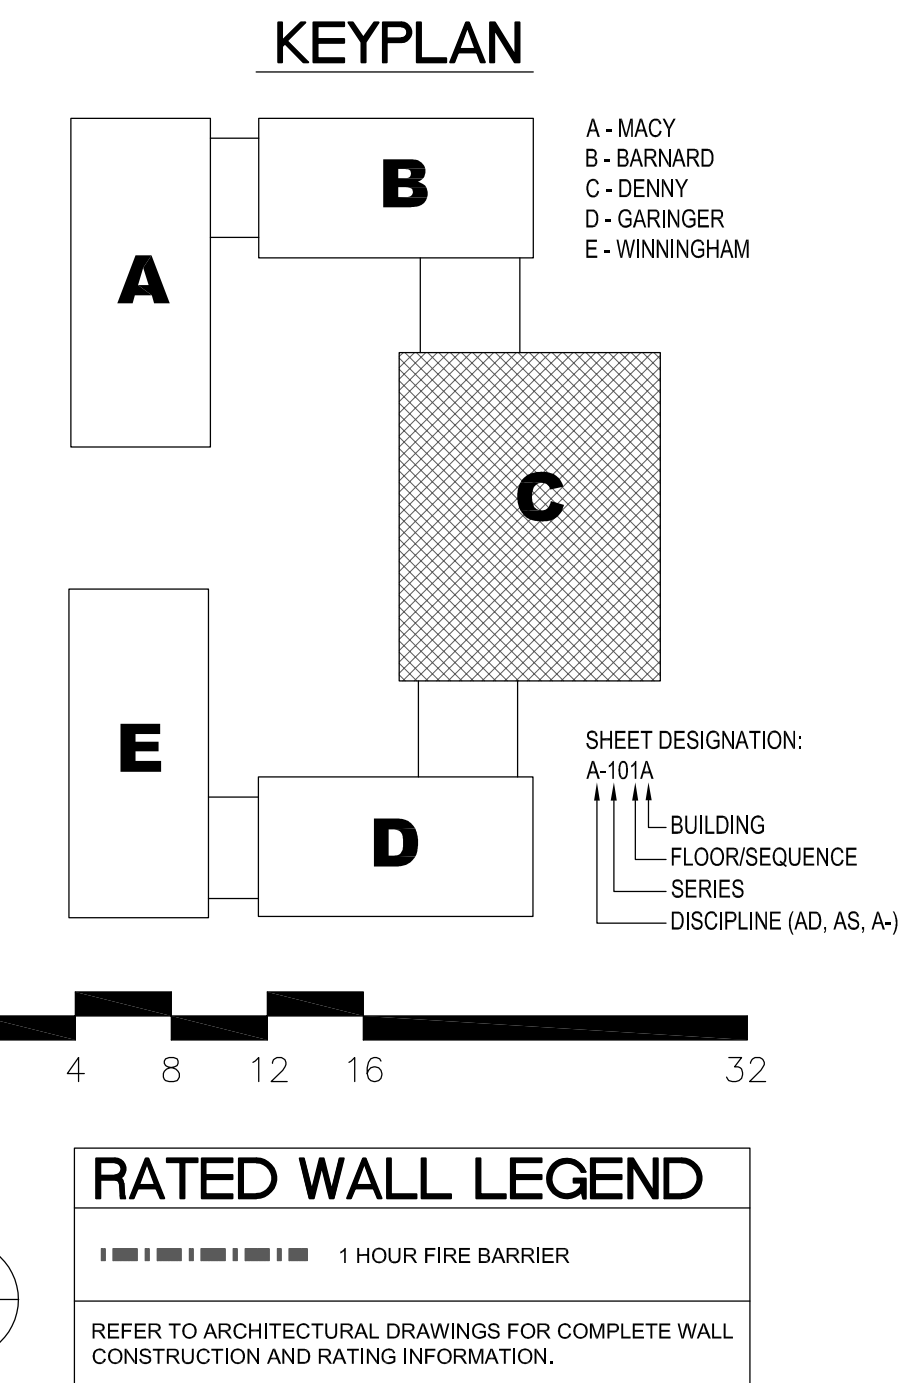 KEYPLAN
A - MACY
B - BARNARD
C - DENNY
D - GARINGER
E - WINNINGHAM
A
B
C
E
D
SHEET DESIGNATION:
A-101A
BUILDING
FLOOR/SEQUENCE
SERIES
DISCIPLINE (AD, AS, A-)
4 8 12 16 32
RATED WALL LEGEND
1 HOUR FIRE BARRIER
REFER TO ARCHITECTURAL DRAWINGS FOR COMPLETE WALL
CONSTRUCTION AND RATING INFORMATION.